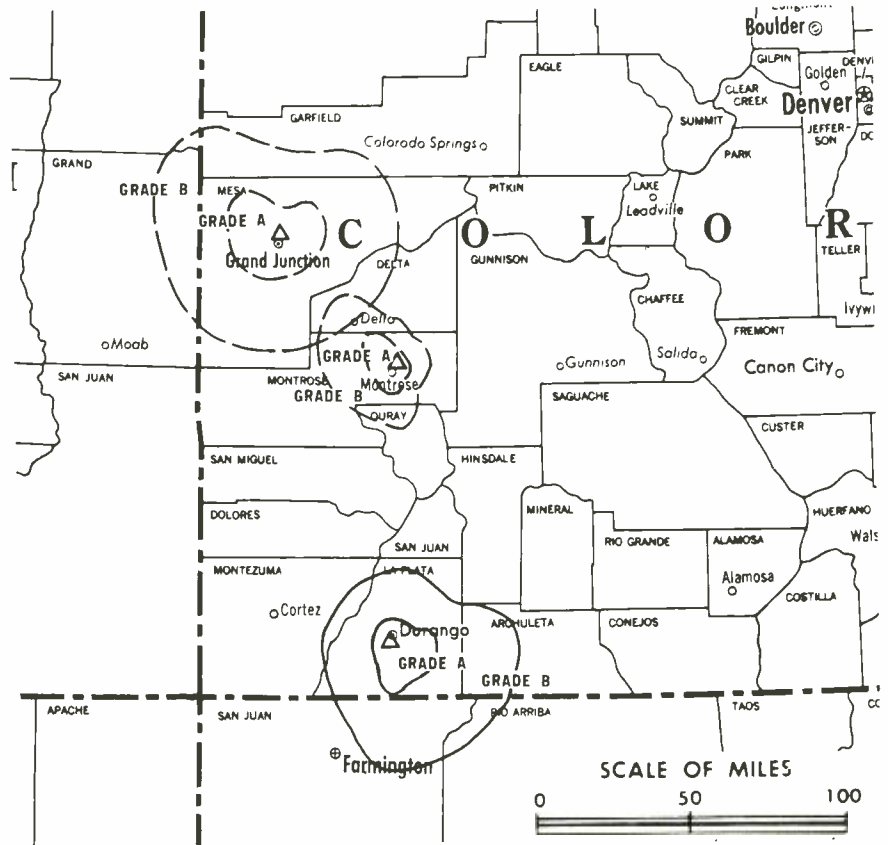 Boulder
GILPIN
EAGLE
Golden
CLEAR
CREEK
Denver
GARFIELD
SUMMIT
JEFFER-
SON
Colorado Springs
PARK
GRAND
GRADE B
MESA
PITKIN
LAKE
Leadville
GRADE A
C O L O R
Grand Junction
DELTA
GUNNISON
TELLER
CHAFFEE
Delta
FREMONT
Moab
GRADE A
Gunnison
Salida
Canon City
SAN JUAN
MONTROSE
Montrose
GRADE B
SAGUACHE
OURAY
CUSTER
SAN MIGUEL
HINSDALE
DOLORES
MINERAL
HUERFANO
SAN JUAN
RIO GRANDE
ALAMOSA
Wals
MONTEZUMA
LA PLATA
Alamosa
COSTILLA
Cortez
Durango
ARCHULETA
CONEJOS
GRADE A
GRADE B
APACHE
SAN JUAN
RIO ARRIBA
TAOS
CO
Farmington
SCALE OF MILES
0 50 100